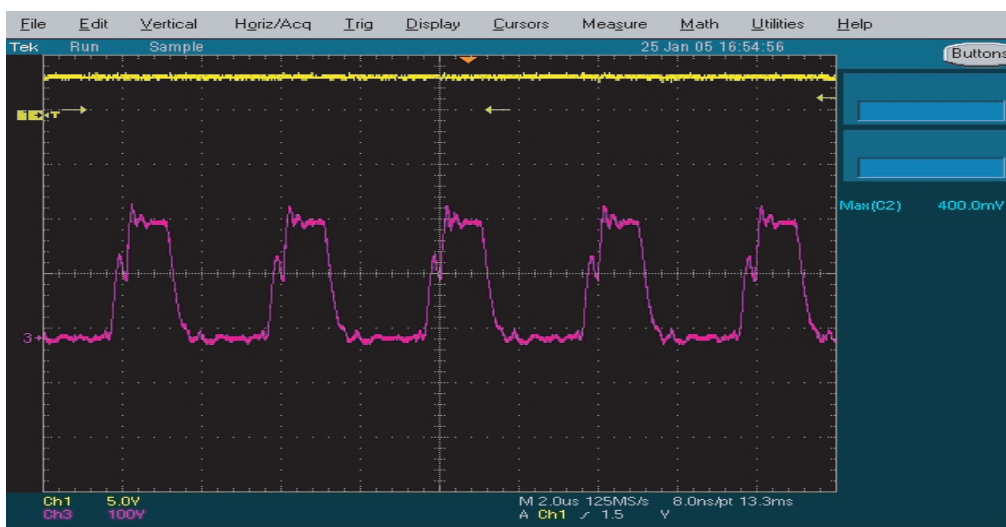 File Edit Vertical Horiz/Acq Trig Display Cursors Measure Math Utilities Help
Tek Run Sample 25 Jan 05 16:54:56
Buttons
T
Max(C2) 400.0mV
3
Ch1 5.0V M 2.0us 125MS/s 8.0ns/pt 13.3ms
Ch3 100V A Ch1 1.5 V